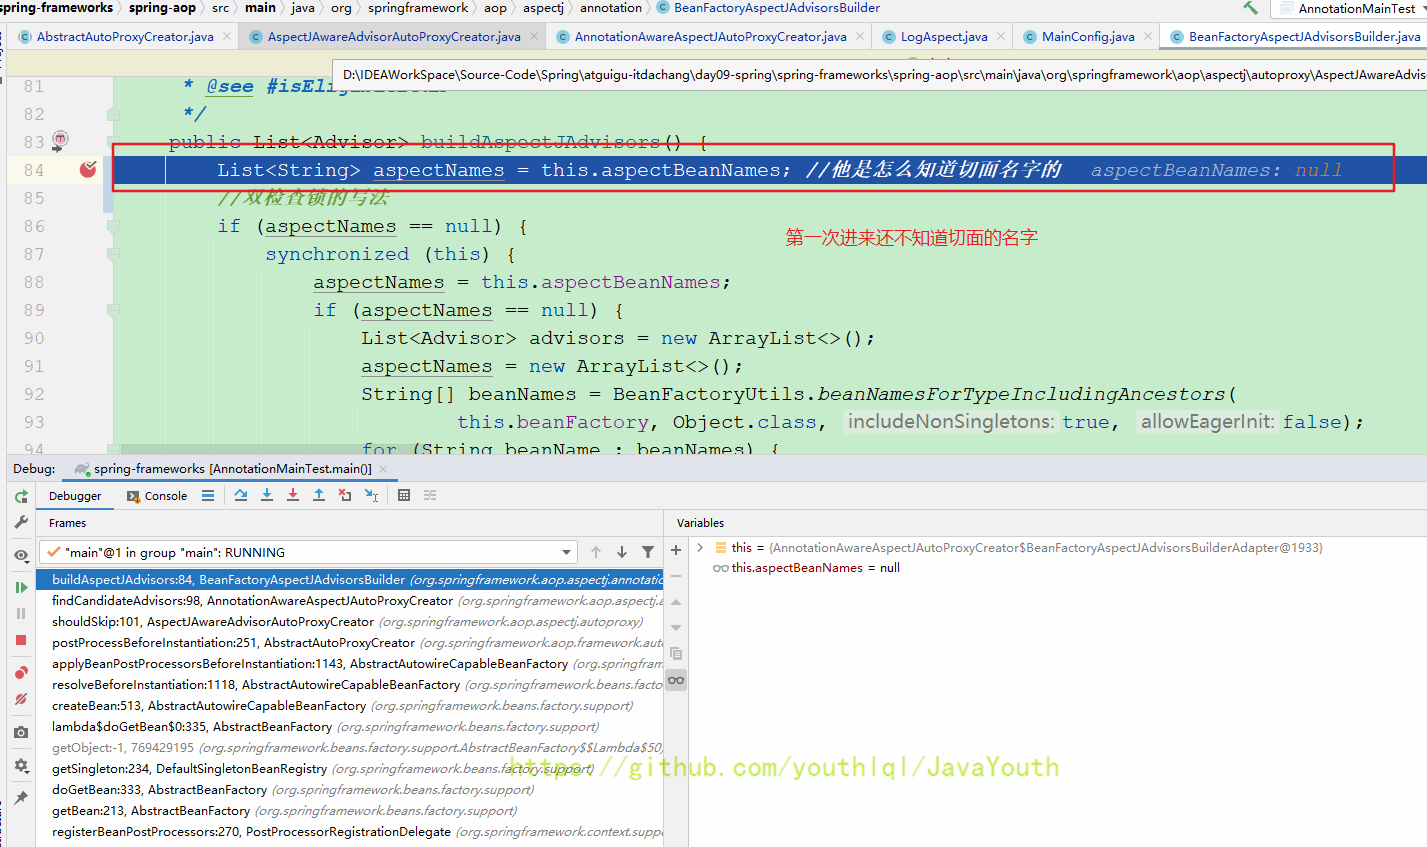 spring-frameworks 〉 spring-aop 〉 src 〉 main 〉 java 〉 org 〉 springframework 〉 aop 〉 aspectj 〉 annotation 〉 BeanFactoryAspectJAdvisorsBuilder AnnotationMainTest
AbstractAutoProxyCreator.java AspectJAwareAdvisorAutoProxyCreator.java AnnotationAwareAspectJAutoProxyCreator.java LogAspect.java MainConfig.java BeanFactoryAspectJAdvisorsBuilder.java
D:\IDEAWorkSpace\Source-Code\Spring\atguigu-itdachang\day09-spring\spring-frameworks\spring-aop\src\main\java\org\springframework\aop\aspectj\autoproxy\AspectJAwareAdviso
81 * @see #isEligibleBean
82 */
83 public List<Advisor> buildAspectJAdvisors() {
84 List<String> aspectNames = this.aspectBeanNames; //他是怎么知道切面名字的 aspectBeanNames: null
85 //双检查锁的写法
86 if (aspectNames == null) {
第一次进来还不知道切面的名字
87 synchronized (this) {
88 aspectNames = this.aspectBeanNames;
89 if (aspectNames == null) {
90 List<Advisor> advisors = new ArrayList<>();
91 aspectNames = new ArrayList<>();
92 String[] beanNames = BeanFactoryUtils.beanNamesForTypeIncludingAncestors(
93 this.beanFactory, Object.class, includeNonSingletons: true, allowEagerInit: false);
94 for (String beanName : beanNames) {
Debug: spring-frameworks [AnnotationMainTest.main()]
Debugger Console
Frames
Variables
"main"@1 in group "main": RUNNING
this = {AnnotationAwareAspectJAutoProxyCreator$BeanFactoryAspectJAdvisorsBuilderAdapter@1933}
this.aspectBeanNames = null
buildAspectJAdvisors:84, BeanFactoryAspectJAdvisorsBuilder (org.springframework.aop.aspectj.annotatio
findCandidateAdvisors:98, AnnotationAwareAspectJAutoProxyCreator (org.springframework.aop.aspectj.a
shouldSkip:101, AspectJAwareAdvisorAutoProxyCreator (org.springframework.aop.aspectj.autoproxy)
postProcessBeforeInstantiation:251, AbstractAutoProxyCreator (org.springframework.aop.framework.aut
applyBeanPostProcessorsBeforeInstantiation:1143, AbstractAutowireCapableBeanFactory (org.springfram
resolveBeforeInstantiation:1118, AbstractAutowireCapableBeanFactory (org.springframework.beans.facto
createBean:513, AbstractAutowireCapableBeanFactory (org.springframework.beans.factory.support)
lambda$doGetBean$0:335, AbstractBeanFactory (org.springframework.beans.factory.support)
getObject:-1, 769429195 (org.springframework.beans.factory.support.AbstractBeanFactory$$Lambda$50)
getSingleton:234, DefaultSingletonBeanRegistry (org.springframework.beans.factory.support)
https://github.com/youthlql/JavaYouth
doGetBean:333, AbstractBeanFactory (org.springframework.beans.factory.support)
getBean:213, AbstractBeanFactory (org.springframework.beans.factory.support)
registerBeanPostProcessors:270, PostProcessorRegistrationDelegate (org.springframework.context.suppo